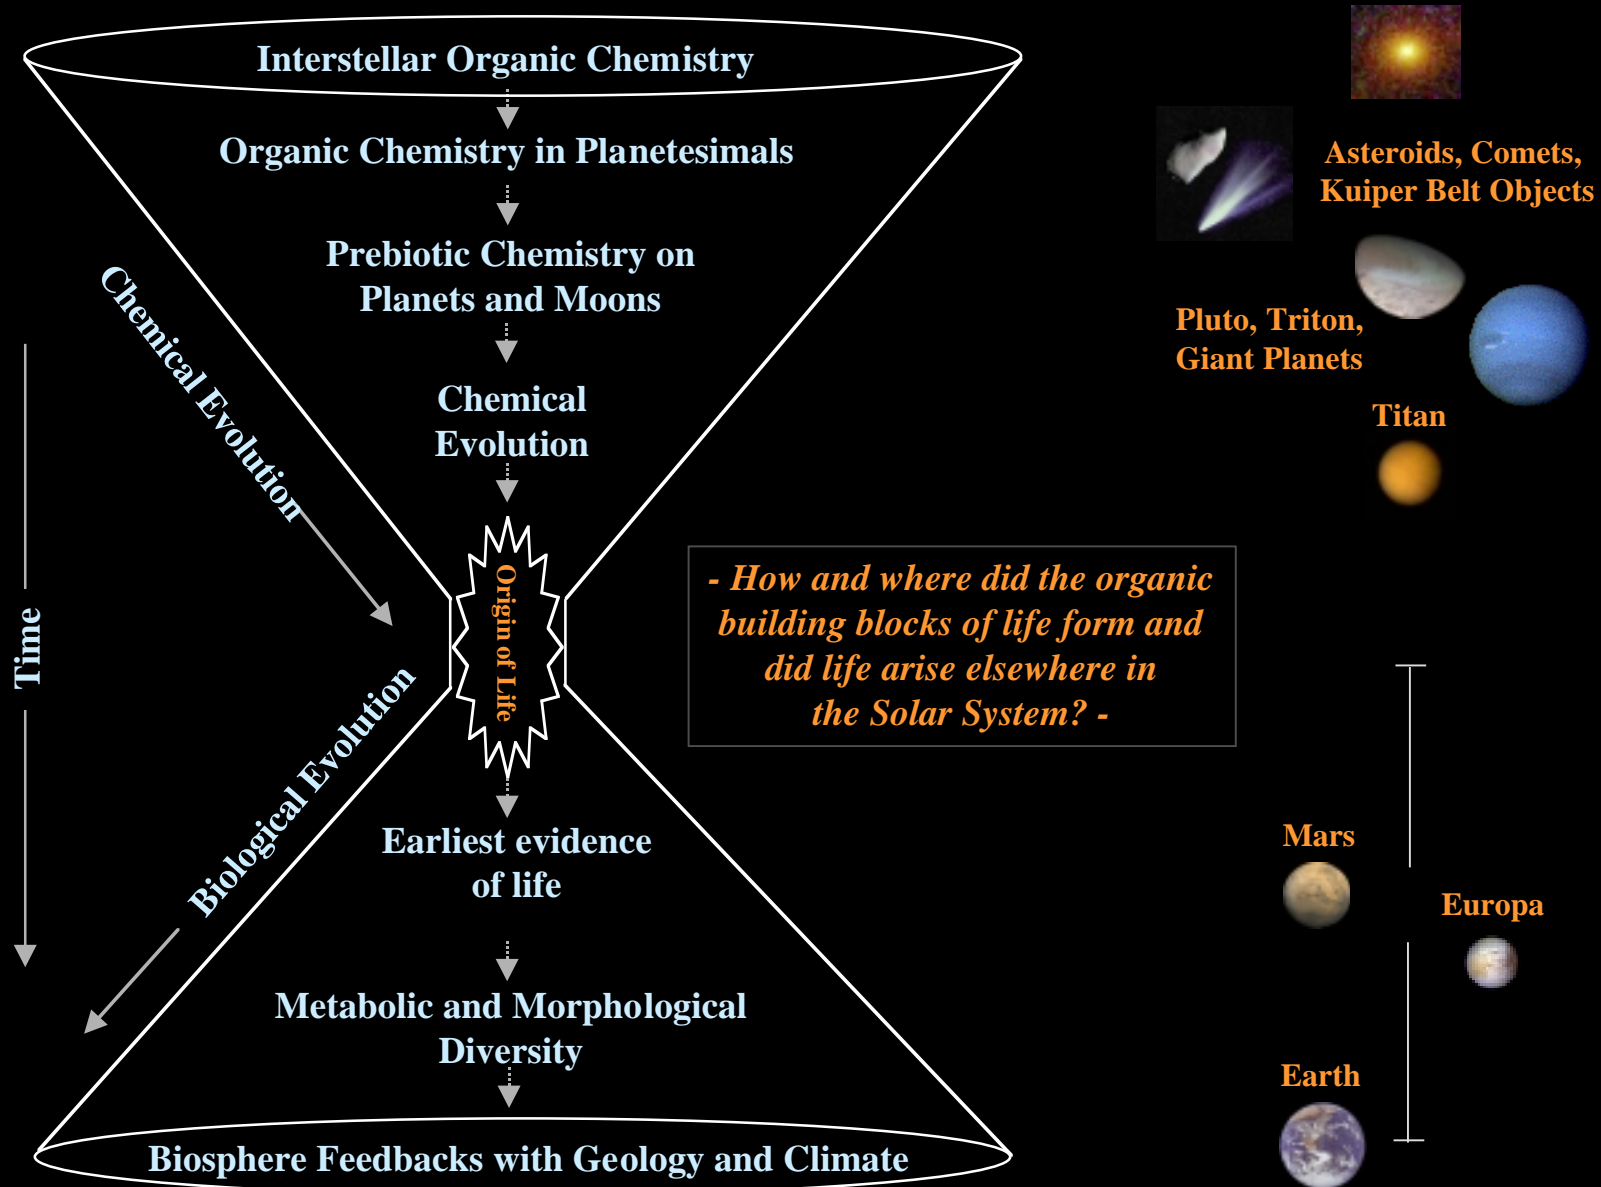 Interstellar Organic Chemistry
Organic Chemistry in Planetesimals
Prebiotic Chemistry on
Planets and Moons
Chemical
Evolution
Chemical Evolution
Time
Origin of Life
Biological Evolution
Earliest evidence
of life
Metabolic and Morphological
Diversity
Biosphere Feedbacks with Geology and Climate
- How and where did the organic
building blocks of life form and
did life arise elsewhere in
the Solar System? -
Asteroids, Comets,
Kuiper Belt Objects
Pluto, Triton,
Giant Planets
Titan
Mars
Europa
Earth